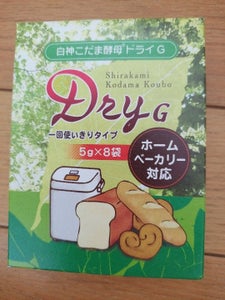 白神こだま酵母 ドライ G
Shirakami
Kodama Koubo
Dry G
一回使いきりタイプ
5g×8袋
ホーム
ベーカリー
対応